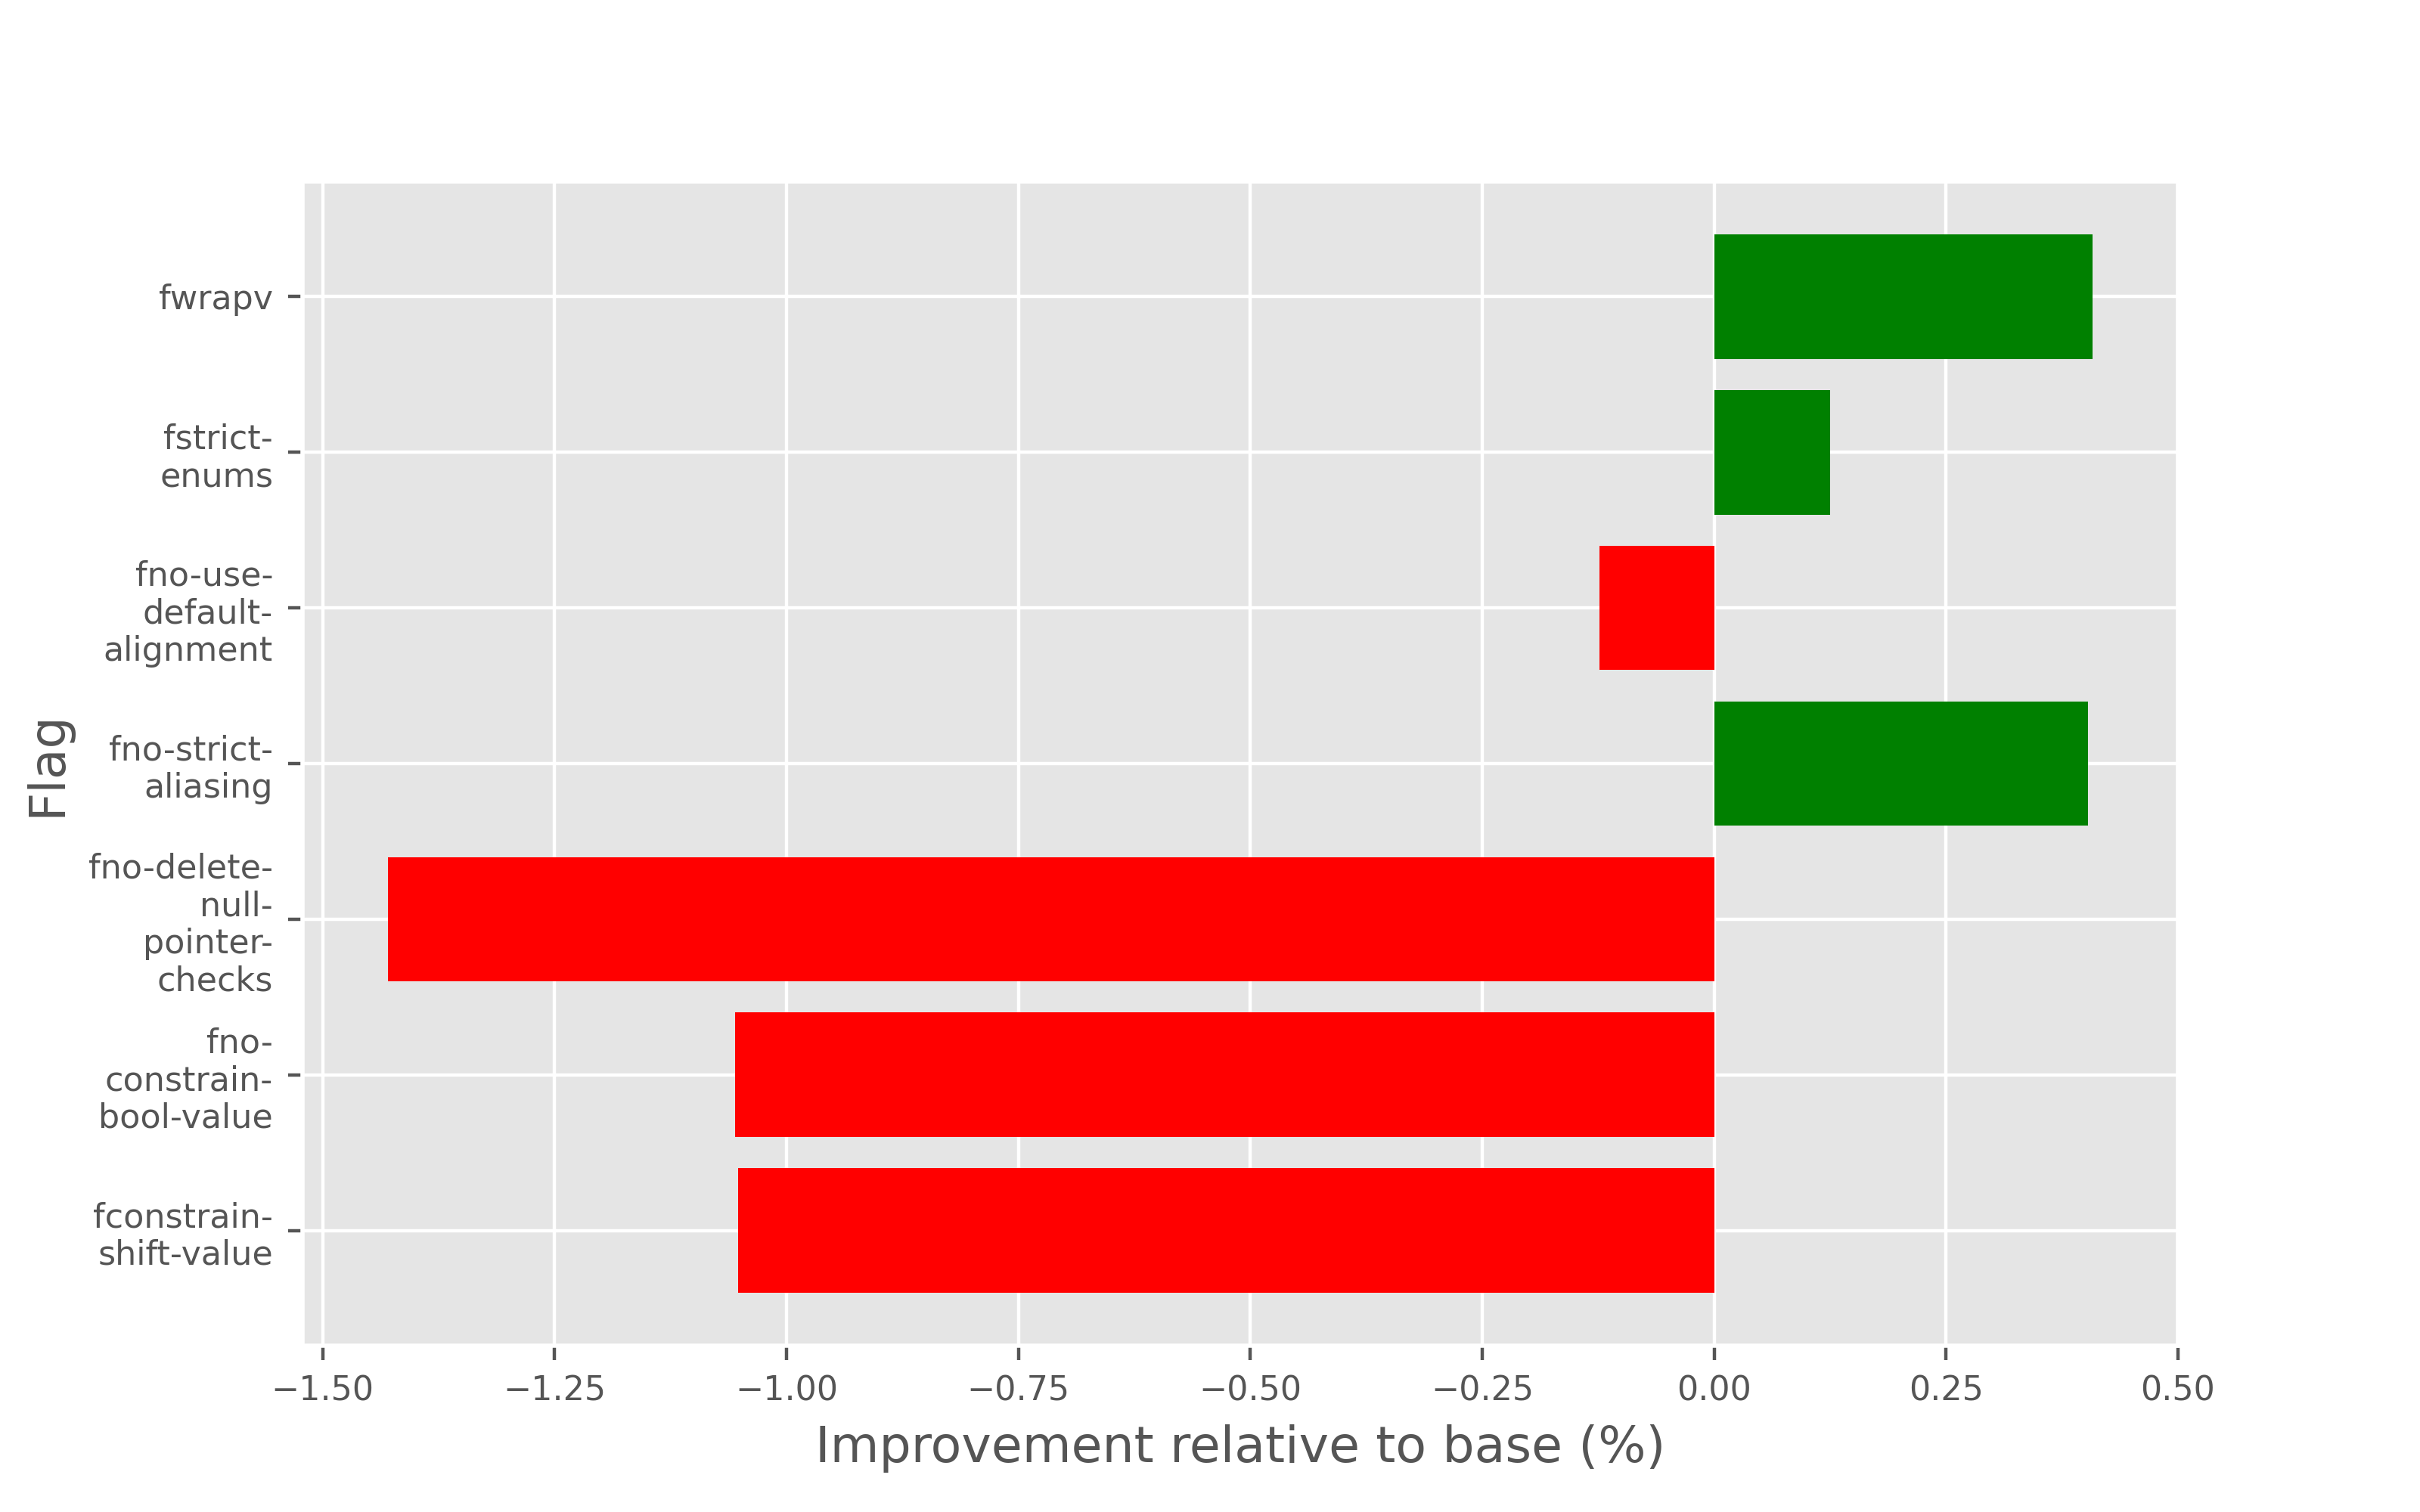 fwrapv
fstrict-
enums
fno-use-
default-
alignment
fno-strict-
aliasing
fno-delete-
null-
pointer-
checks
fno-
constrain-
bool-value
fconstrain-
shift-value
Flag
−1.50 −1.25 −1.00 −0.75 −0.50 −0.25 0.00 0.25 0.50
Improvement relative to base (%)